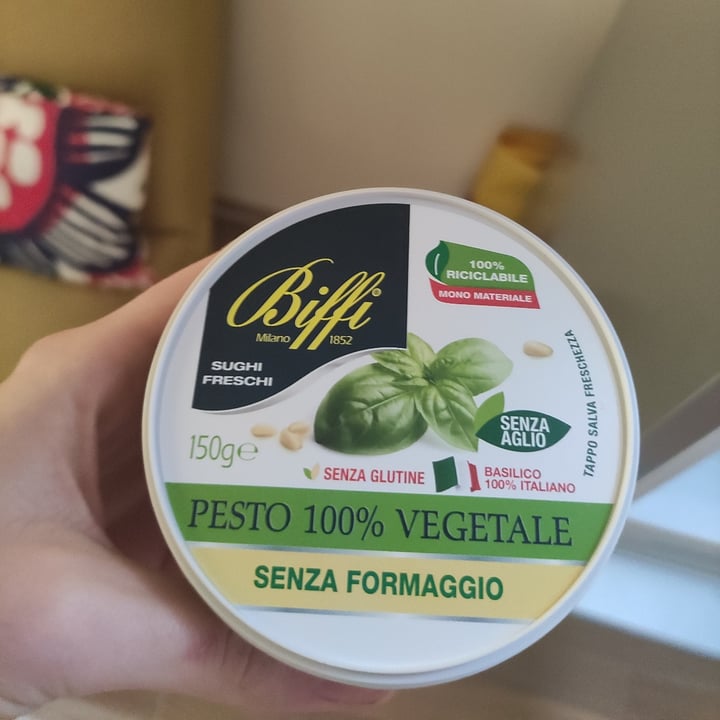 Biffi®
Milano 1852
SUGHI
FRESCHI
100%
RICICLABILE
MONO MATERIALE
TAPPO SALVA FRESCHEZZA
SENZA
AGLIO
150g℮
SENZA GLUTINE
BASILICO
100% ITALIANO
PESTO 100% VEGETALE
SENZA FORMAGGIO